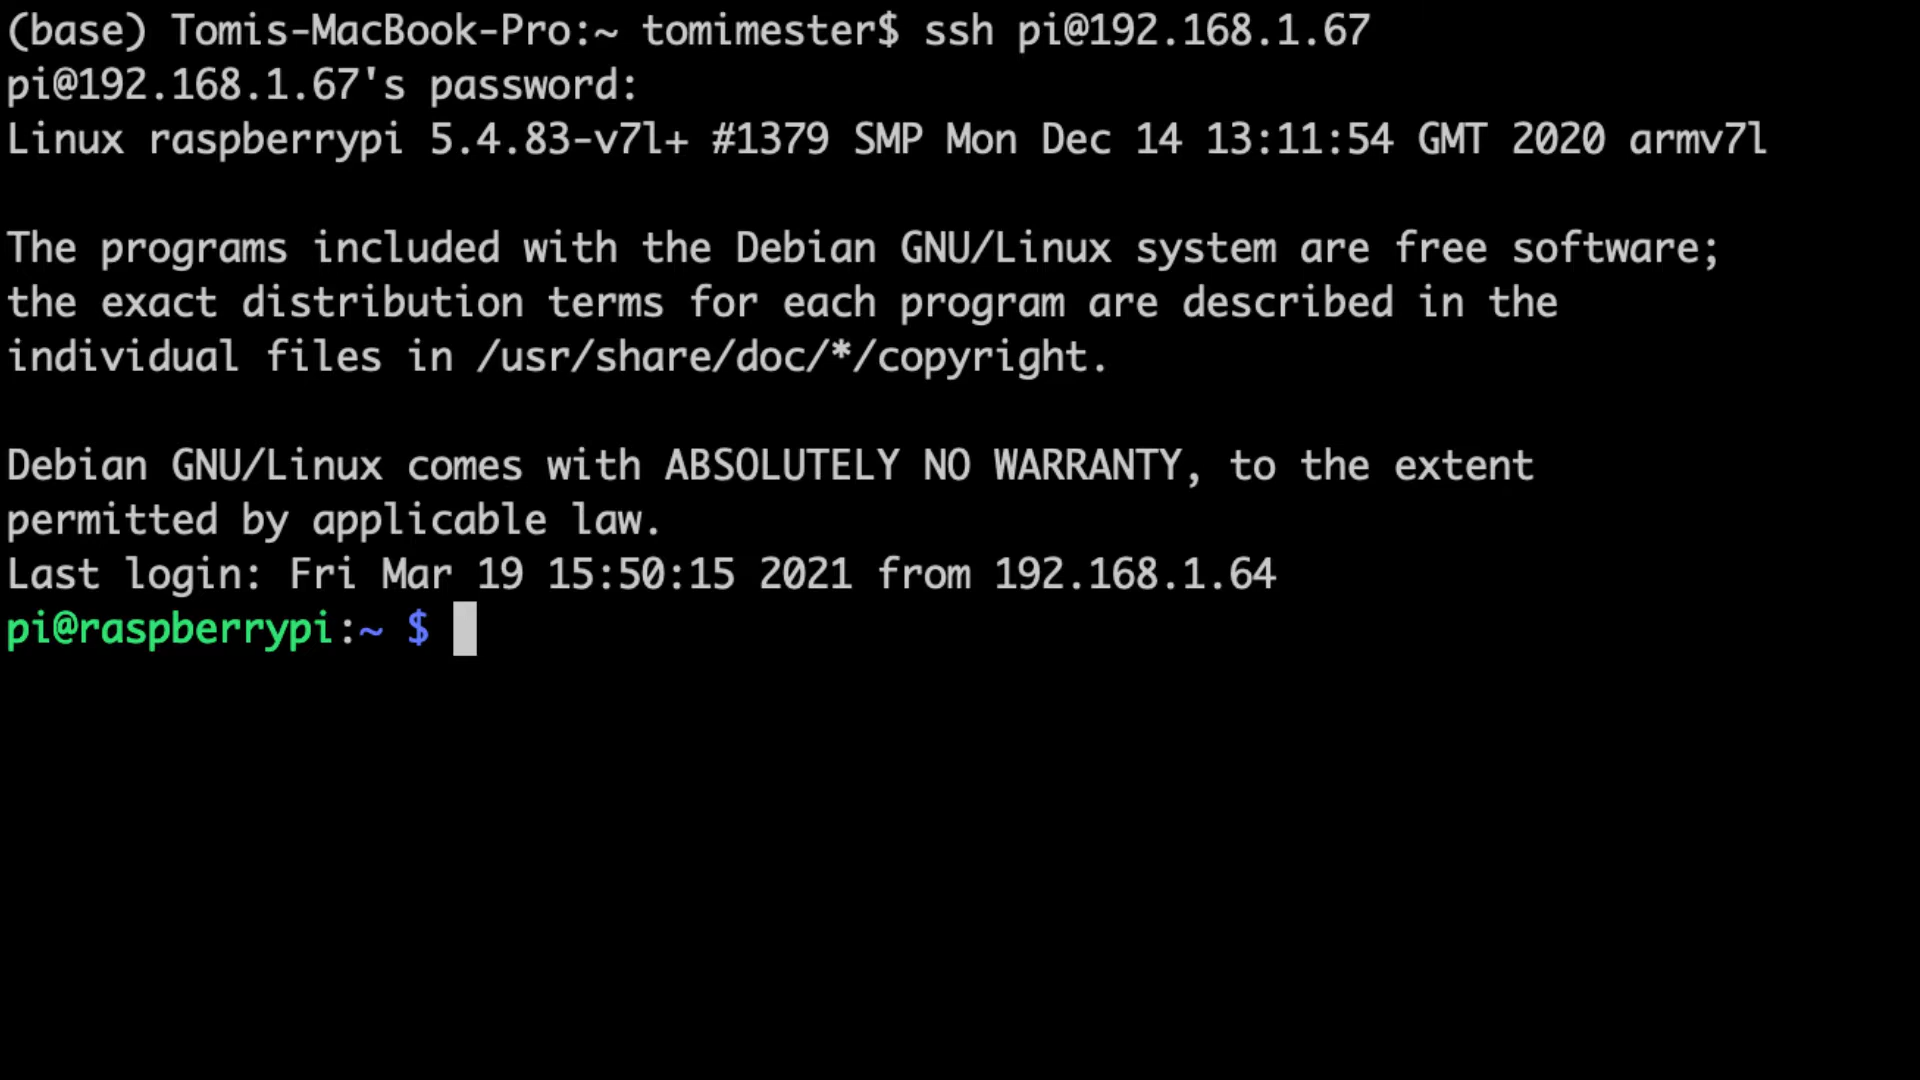 (base) Tomis-MacBook-Pro:~ tomimester$ ssh pi@192.168.1.67
pi@192.168.1.67's password:
Linux raspberrypi 5.4.83-v7l+ #1379 SMP Mon Dec 14 13:11:54 GMT 2020 armv7l
The programs included with the Debian GNU/Linux system are free software;
the exact distribution terms for each program are described in the
individual files in /usr/share/doc/*/copyright.
Debian GNU/Linux comes with ABSOLUTELY NO WARRANTY, to the extent
permitted by applicable law.
Last login: Fri Mar 19 15:50:15 2021 from 192.168.1.64
pi@raspberrypi:~ $